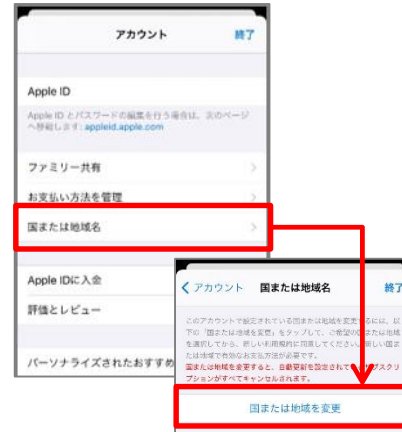 アカウント
終了
Apple ID
Apple ID とパスワードの編集を行う場合は、次のページ
へ移動します: appleid.apple.com
ファミリー共有
お支払い方法を管理
国または地域名
Apple IDに入金
評価とレビュー
パーソナライズされたおすすめ
アカウント
国または地域名
終了
このアカウントで設定されている国または地域を変更するには、以
下の「国または地域を変更」をタップして、ご希望の国または地域
を選択してから、新しい利用規約に同意してください。新しい国ま
たは地域で有効なお支払方法が必要です。
国または地域を変更すると、自動更新を設定されているサブスクリ
プションがすべてキャンセルされます。
国または地域を変更